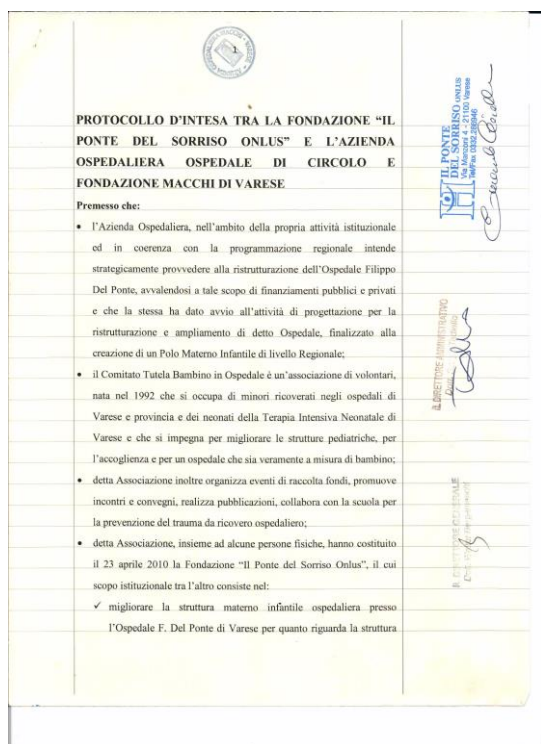 PROTOCOLLO D'INTESA TRA LA FONDAZIONE “IL
PONTE DEL SORRISO ONLUS” E L'AZIENDA
OSPEDALIERA OSPEDALE DI CIRCOLO E
FONDAZIONE MACCHI DI VARESE
Premesso che:
• l'Azienda Ospedaliera, nell'ambito della propria attività istituzionale
ed in coerenza con la programmazione regionale intende
strategicamente provvedere alla ristrutturazione dell'Ospedale Filippo
Del Ponte, avvalendosi a tale scopo di finanziamenti pubblici e privati
e che la stessa ha dato avvio all'attività di progettazione per la
ristrutturazione e ampliamento di detto Ospedale, finalizzato alla
creazione di un Polo Materno Infantile di livello Regionale;
• il Comitato Tutela Bambino in Ospedale è un'associazione di volontari,
nata nel 1992 che si occupa di minori ricoverati negli ospedali di
Varese e provincia e dei neonati della Terapia Intensiva Neonatale di
Varese e che si impegna per migliorare le strutture pediatriche, per
l'accoglienza e per un ospedale che sia veramente a misura di bambino;
• detta Associazione inoltre organizza eventi di raccolta fondi, promuove
incontri e convegni, realizza pubblicazioni, collabora con la scuola per
la prevenzione del trauma da ricovero ospedaliero;
• detta Associazione, insieme ad alcune persone fisiche, hanno costituito
il 23 aprile 2010 la Fondazione “Il Ponte del Sorriso Onlus”, il cui
scopo istituzionale tra l'altro consiste nel:
✓ migliorare la struttura materno infantile ospedaliera presso
l'Ospedale F. Del Ponte di Varese per quanto riguarda la struttura
IL PONTE
DEL SORRISO ONLUS
Via Manzoni 4 - 21100 Varese
Tel/Fax 0332.286946
IL DIRETTORE AMMINISTRATIVO
IL DIRETTORE GENERALE